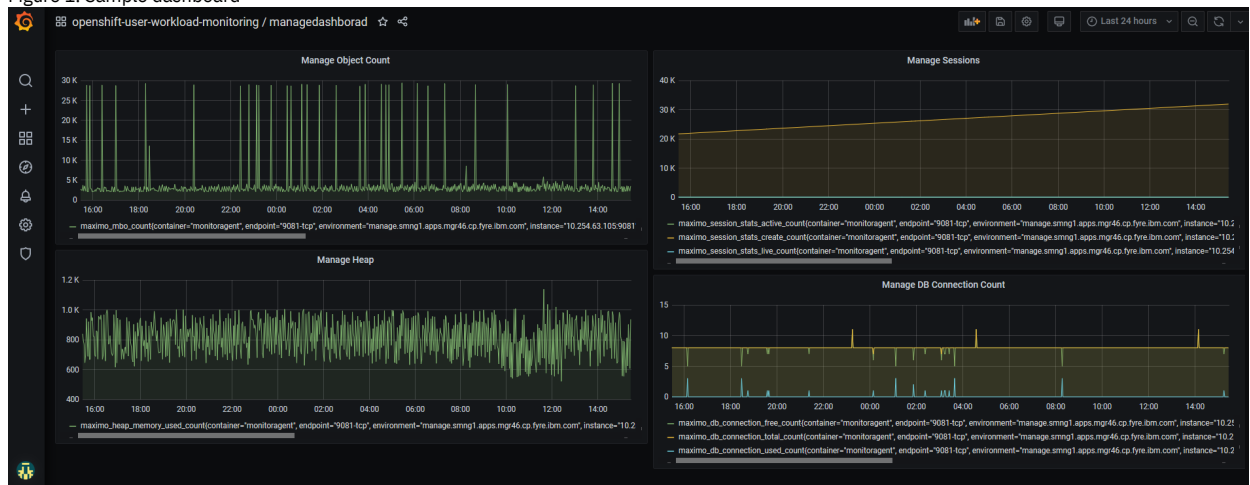 Figure 1. Sample dashboard
openshift-user-workload-monitoring / managedashborad
Last 24 hours
Manage Object Count
30 K
25 K
20 K
15 K
10 K
5 K
0
16:00 18:00 20:00 22:00 00:00 02:00 04:00 06:00 08:00 10:00 12:00 14:00
maximo_mbo_count{container="monitoragent", endpoint="9081-tcp", environment="manage.smng1.apps.mgr46.cp.fyre.ibm.com", instance="10.254.63.105:9081"
Manage Sessions
40 K
30 K
20 K
10 K
0
16:00 18:00 20:00 22:00 00:00 02:00 04:00 06:00 08:00 10:00 12:00 14:00
maximo_session_stats_active_count{container="monitoragent", endpoint="9081-tcp", environment="manage.smng1.apps.mgr46.cp.fyre.ibm.com", instance="10.2
maximo_session_stats_create_count{container="monitoragent", endpoint="9081-tcp", environment="manage.smng1.apps.mgr46.cp.fyre.ibm.com", instance="10.2
maximo_session_stats_live_count{container="monitoragent", endpoint="9081-tcp", environment="manage.smng1.apps.mgr46.cp.fyre.ibm.com", instance="10.254
Manage Heap
1.2 K
1.0 K
800
600
400
16:00 18:00 20:00 22:00 00:00 02:00 04:00 06:00 08:00 10:00 12:00 14:00
maximo_heap_memory_used_count{container="monitoragent", endpoint="9081-tcp", environment="manage.smng1.apps.mgr46.cp.fyre.ibm.com", instance="10.2
Manage DB Connection Count
15
10
5
0
16:00 18:00 20:00 22:00 00:00 02:00 04:00 06:00 08:00 10:00 12:00 14:00
maximo_db_connection_free_count{container="monitoragent", endpoint="9081-tcp", environment="manage.smng1.apps.mgr46.cp.fyre.ibm.com", instance="10.25
maximo_db_connection_total_count{container="monitoragent", endpoint="9081-tcp", environment="manage.smng1.apps.mgr46.cp.fyre.ibm.com", instance="10.2
maximo_db_connection_used_count{container="monitoragent", endpoint="9081-tcp", environment="manage.smng1.apps.mgr46.cp.fyre.ibm.com", instance="10.2